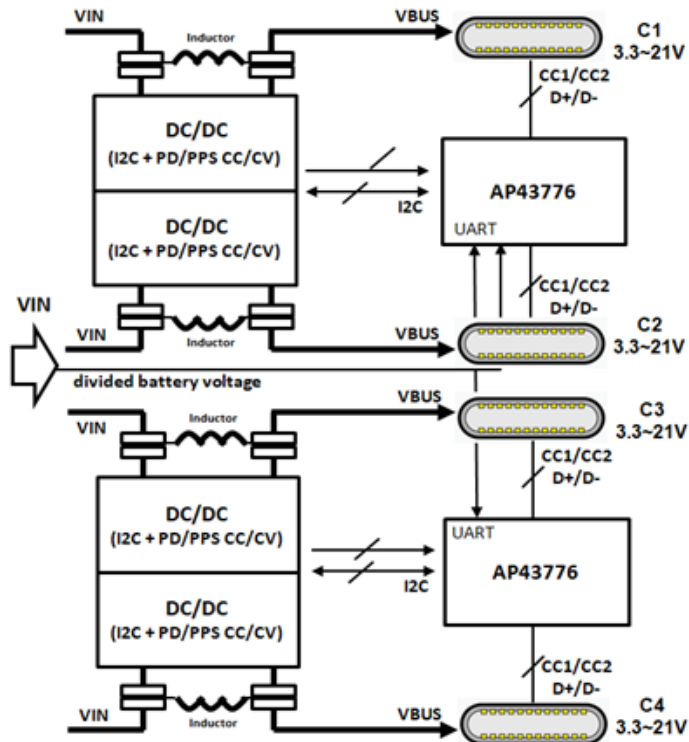 VIN
Inductor
VBUS
C1
3.3~21V
CC1/CC2
D+/D-
DC/DC
(I2C + PD/PPS CC/CV)
I2C
AP43776
UART
DC/DC
(I2C + PD/PPS CC/CV)
CC1/CC2
D+/D-
VIN
VIN
Inductor
VBUS
C2
3.3~21V
divided battery voltage
VIN
Inductor
VBUS
C3
3.3~21V
CC1/CC2
D+/D-
DC/DC
(I2C + PD/PPS CC/CV)
UART
AP43776
I2C
DC/DC
(I2C + PD/PPS CC/CV)
CC1/CC2
D+/D-
VIN
Inductor
VBUS
C4
3.3~21V